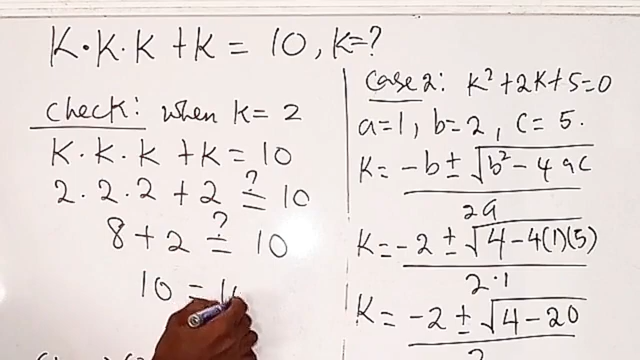 K·K·K+K = 10, K=?
Check: when K = 2
K·K·K+K = 10
2·2·2+2 ≟ 10
8+2 ≟ 10
10 =
Case 2: K²+2K+5=0
a=1, b=2, c=5.
K = (-b ± √(b²-4ac)) / 2a
K = (-2 ± √(4-4(1)(5))) / 2·1
K = (-2 ± √(4-20)) / 2